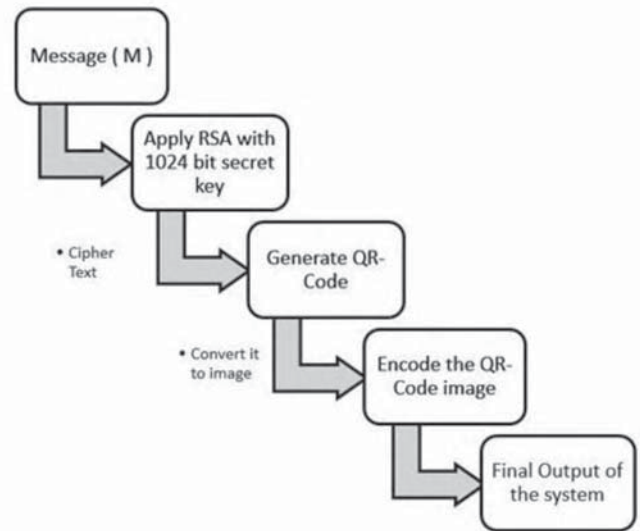 Message ( M )
Apply RSA with
1024 bit secret
key
• Cipher
Text
Generate QR-
Code
• Convert it
to image
Encode the QR-
Code image
Final Output of
the system